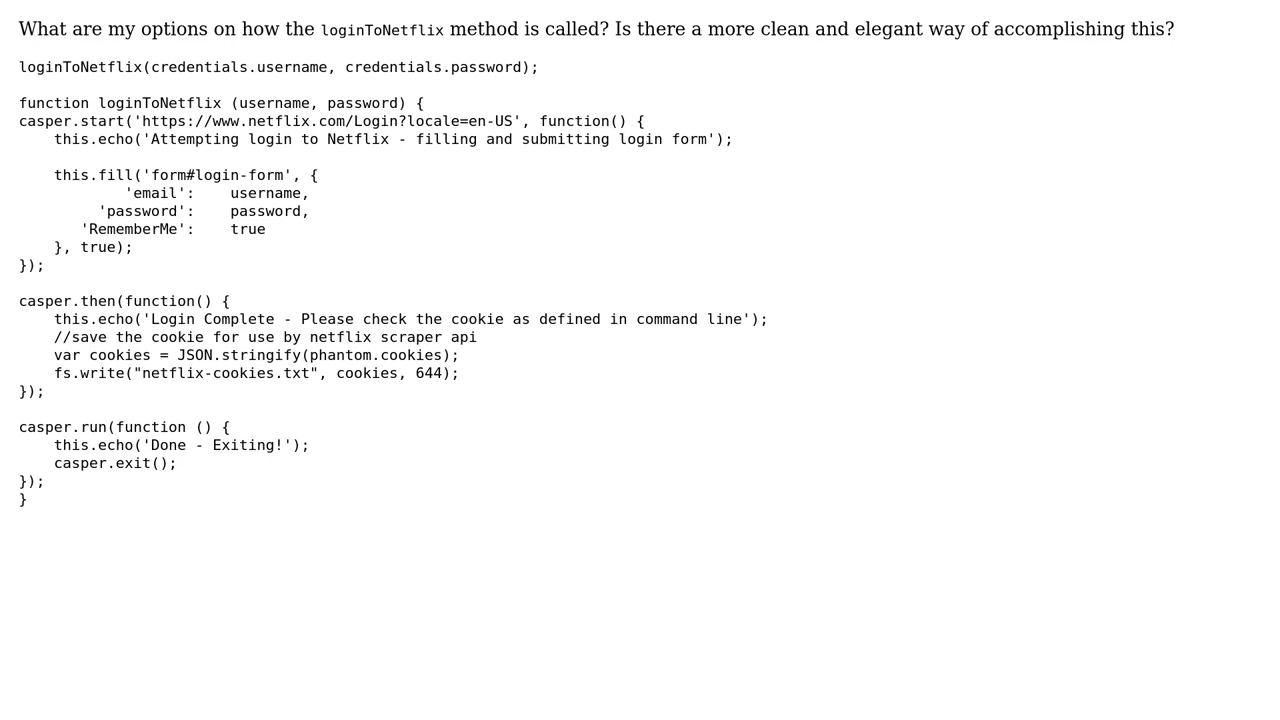 What are my options on how the loginToNetflix method is called? Is there a more clean and elegant way of accomplishing this?
loginToNetflix(credentials.username, credentials.password);
function loginToNetflix (username, password) {
casper.start('https://www.netflix.com/Login?locale=en-US', function() {
    this.echo('Attempting login to Netflix - filling and submitting login form');
    this.fill('form#login-form', {
            'email':    username,
         'password':    password,
       'RememberMe':    true
    }, true);
});
casper.then(function() {
    this.echo('Login Complete - Please check the cookie as defined in command line');
    //save the cookie for use by netflix scraper api
    var cookies = JSON.stringify(phantom.cookies);
    fs.write("netflix-cookies.txt", cookies, 644);
});
casper.run(function () {
    this.echo('Done - Exiting!');
    casper.exit();
});
}